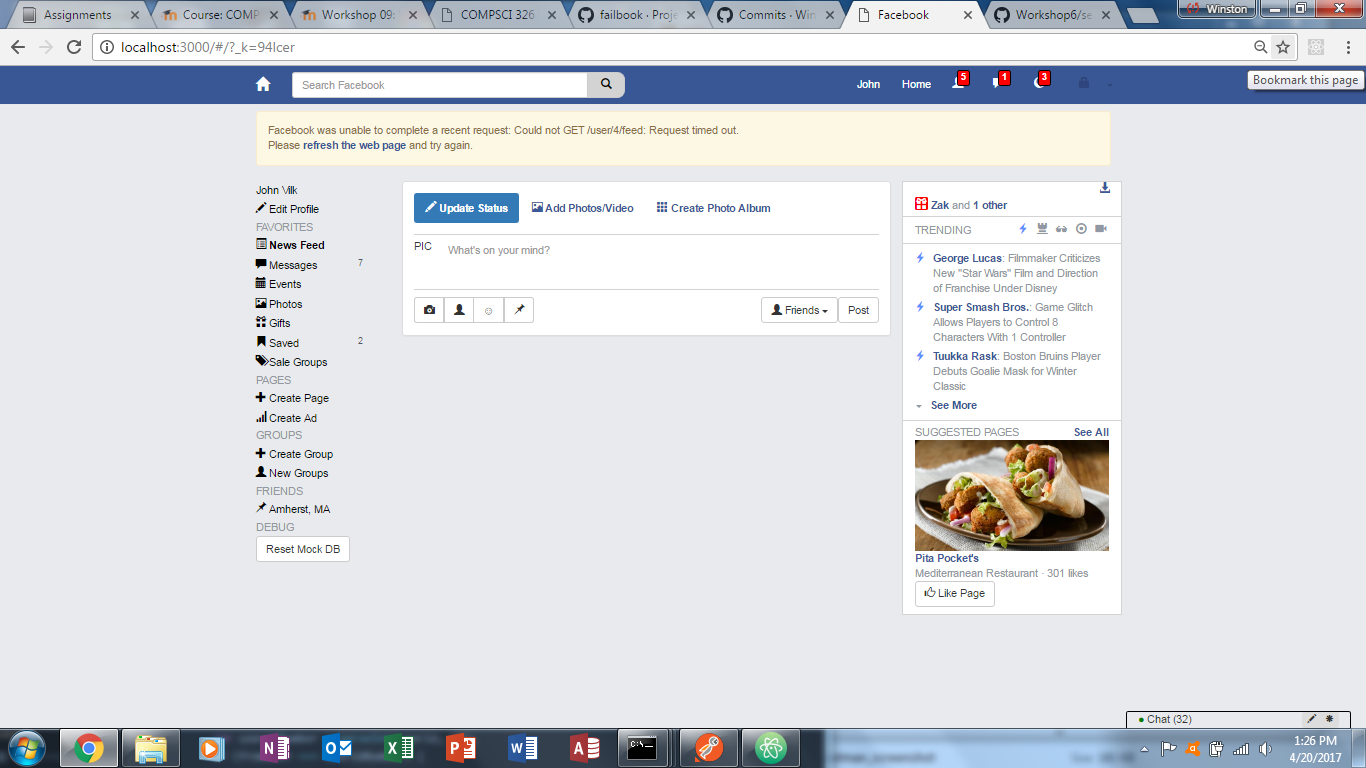 Assignments
Course: COMP
Workshop 09:
COMPSCI 326
failbook · Proje
Commits · Win
Facebook
Workshop6/se
Winston
localhost:3000/#/?_k=94lcer
Bookmark this page
Search Facebook
John
Home
5
1
3
Facebook was unable to complete a recent request: Could not GET /user/4/feed: Request timed out.
Please refresh the web page and try again.
John Vilk
Edit Profile
FAVORITES
News Feed
Messages 7
Events
Photos
Gifts
Saved 2
Sale Groups
PAGES
Create Page
Create Ad
GROUPS
Create Group
New Groups
FRIENDS
Amherst, MA
DEBUG
Reset Mock DB
Update Status
Add Photos/Video
Create Photo Album
PIC
What's on your mind?
Friends
Post
Zak and 1 other
TRENDING
George Lucas: Filmmaker Criticizes
New "Star Wars" Film and Direction
of Franchise Under Disney
Super Smash Bros.: Game Glitch
Allows Players to Control 8
Characters With 1 Controller
Tuukka Rask: Boston Bruins Player
Debuts Goalie Mask for Winter
Classic
See More
SUGGESTED PAGES See All
Pita Pocket's
Mediterranean Restaurant · 301 likes
Like Page
Chat (32)
C:\-
1:26 PM
4/20/2017